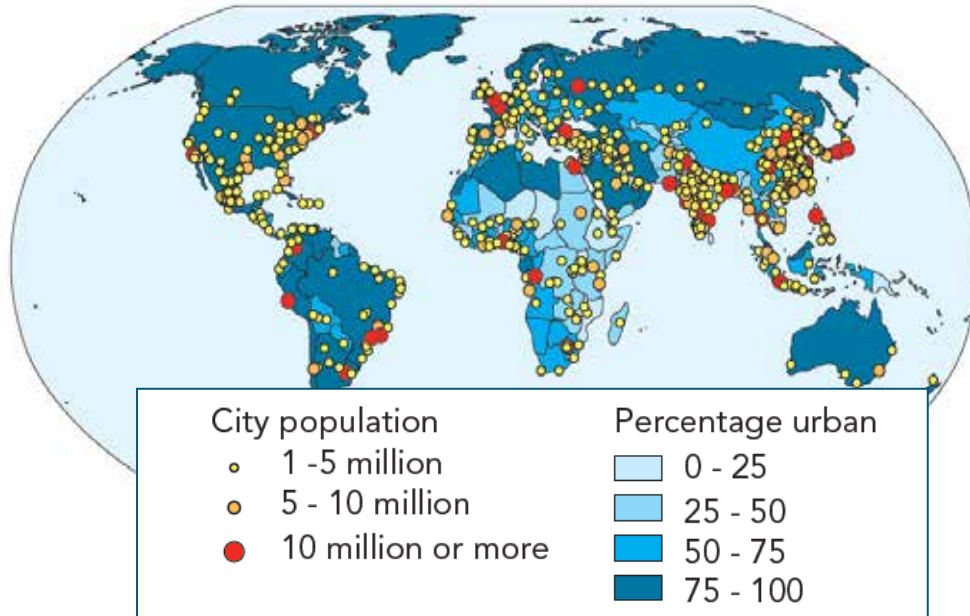 City population
1 -5 million
5 - 10 million
10 million or more
Percentage urban
0 - 25
25 - 50
50 - 75
75 - 100